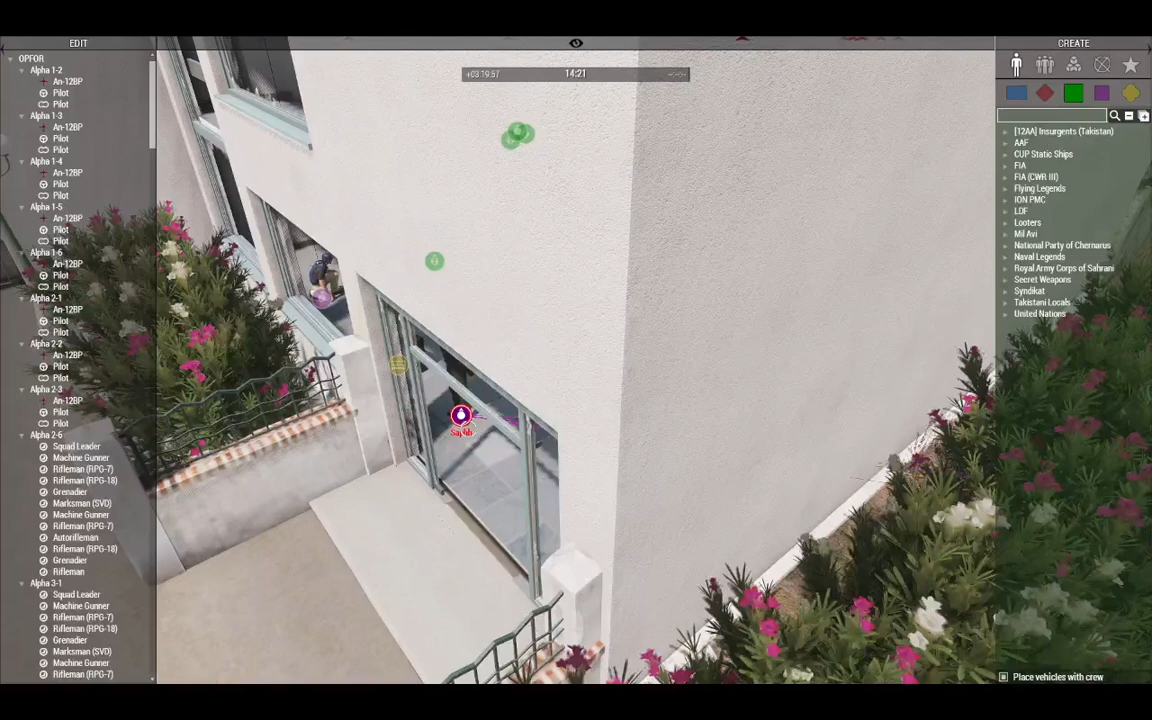 EDIT
OPFOR
Alpha 1-2
An-12BP
Pilot
Pilot
Alpha 1-3
An-12BP
Pilot
Pilot
Alpha 1-4
An-12BP
Pilot
Pilot
Alpha 1-5
An-12BP
Pilot
Pilot
Alpha 1-6
An-12BP
Pilot
Pilot
Alpha 2-1
An-12BP
Pilot
Pilot
Alpha 2-2
An-12BP
Pilot
Pilot
Alpha 2-3
An-12BP
Pilot
Pilot
Alpha 2-6
Squad Leader
Machine Gunner
Rifleman (RPG-7)
Rifleman (RPG-18)
Grenadier
Marksman (SVD)
Machine Gunner
Rifleman (RPG-7)
Autorifleman
Rifleman (RPG-18)
Grenadier
Rifleman
Alpha 3-1
Squad Leader
Machine Gunner
Rifleman (RPG-7)
Rifleman (RPG-18)
Grenadier
Marksman (SVD)
Machine Gunner
Rifleman (RPG-7)
+03:19:57 14:21 --:--:--
CREATE
[12AA] Insurgents (Takistan)
AAF
CUP Static Ships
FIA
FIA (CWR III)
Flying Legends
ION PMC
LDF
Looters
Mil Avi
National Party of Chernarus
Naval Legends
Royal Army Corps of Sahrani
Secret Weapons
Syndikat
Takistani Locals
United Nations
Place vehicles with crew